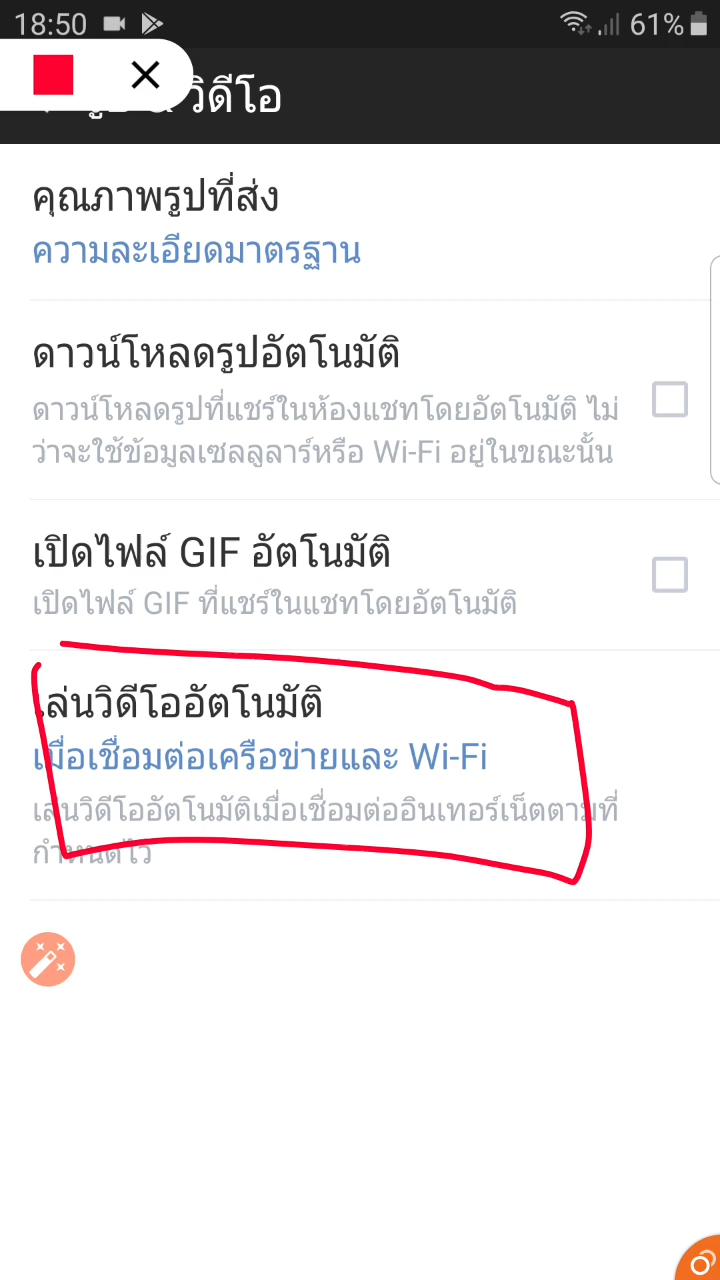 18:50 61%
วิดีโอ
คุณภาพรูปที่ส่ง
ความละเอียดมาตรฐาน
ดาวน์โหลดรูปอัตโนมัติ
ดาวน์โหลดรูปที่แชร์ในห้องแชทโดยอัตโนมัติ ไม่
ว่าจะใช้ข้อมูลเซลลูลาร์หรือ Wi-Fi อยู่ในขณะนั้น
เปิดไฟล์ GIF อัตโนมัติ
เปิดไฟล์ GIF ที่แชร์ในแชทโดยอัตโนมัติ
เล่นวิดีโออัตโนมัติ
เมื่อเชื่อมต่อเครือข่ายและ Wi-Fi
เล่นวิดีโออัตโนมัติเมื่อเชื่อมต่ออินเทอร์เน็ตตามที่
กำหนดไว้